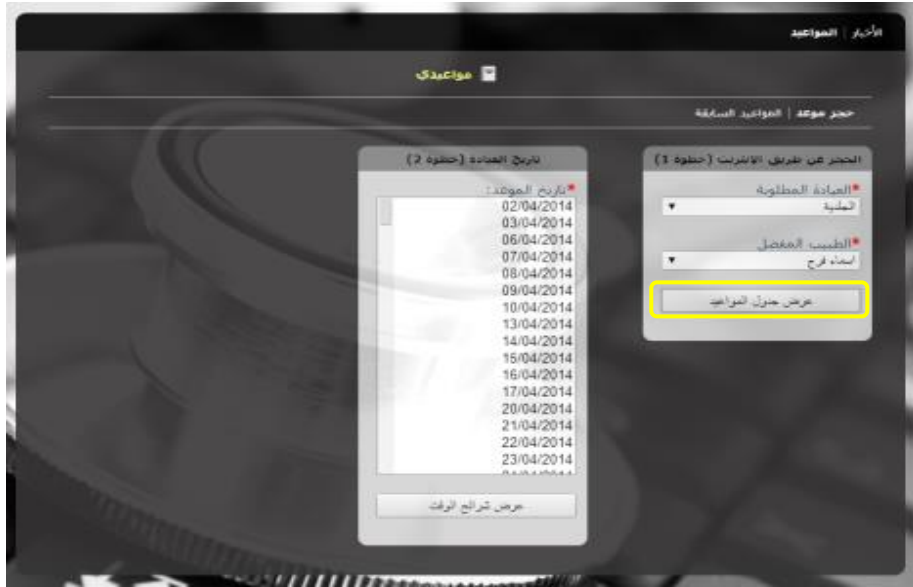 الأخبار | المواعيد
مواعيدي
حجز موعد | المواعيد السابقة
الحجز عن طريق الإنترنت (خطوة 1)
*العيادة المطلوبة
*الطبيب المفضل
اسماء فرج
عرض جدول المواعيد
تاريخ العيادة (خطوة 2)
*تاريخ الموعد:
02/04/2014
03/04/2014
06/04/2014
07/04/2014
08/04/2014
09/04/2014
10/04/2014
13/04/2014
14/04/2014
15/04/2014
16/04/2014
17/04/2014
20/04/2014
21/04/2014
22/04/2014
23/04/2014
عرض شرائح الوقت